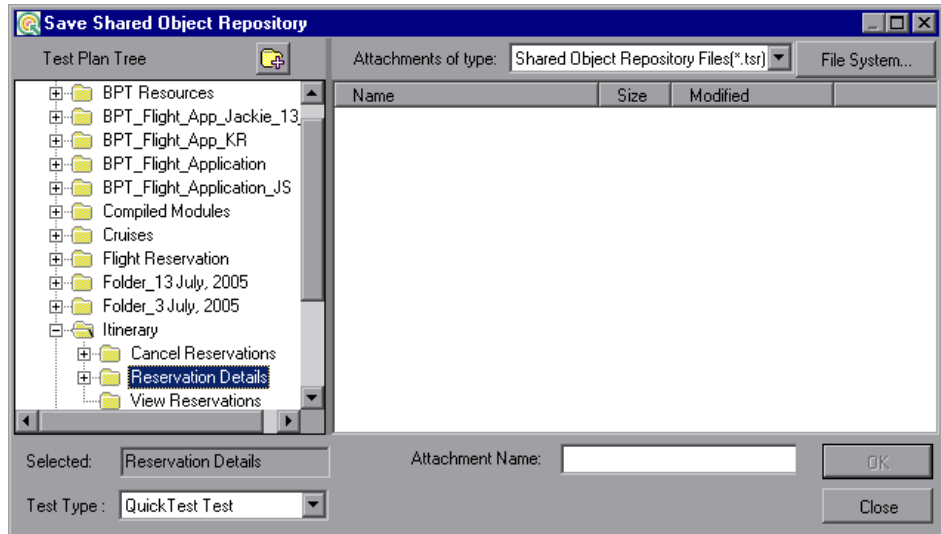 Save Shared Object Repository
Test Plan Tree
Attachments of type: Shared Object Repository Files(*.tsr) File System...
Name Size Modified
BPT Resources
BPT_Flight_App_Jackie_13_
BPT_Flight_App_KR
BPT_Flight_Application
BPT_Flight_Application_JS
Compiled Modules
Cruises
Flight Reservation
Folder_13 July, 2005
Folder_3 July, 2005
Itinerary
Cancel Reservations
Reservation Details
View Reservations
Selected: Reservation Details
Attachment Name: OK
Test Type : QuickTest Test
Close